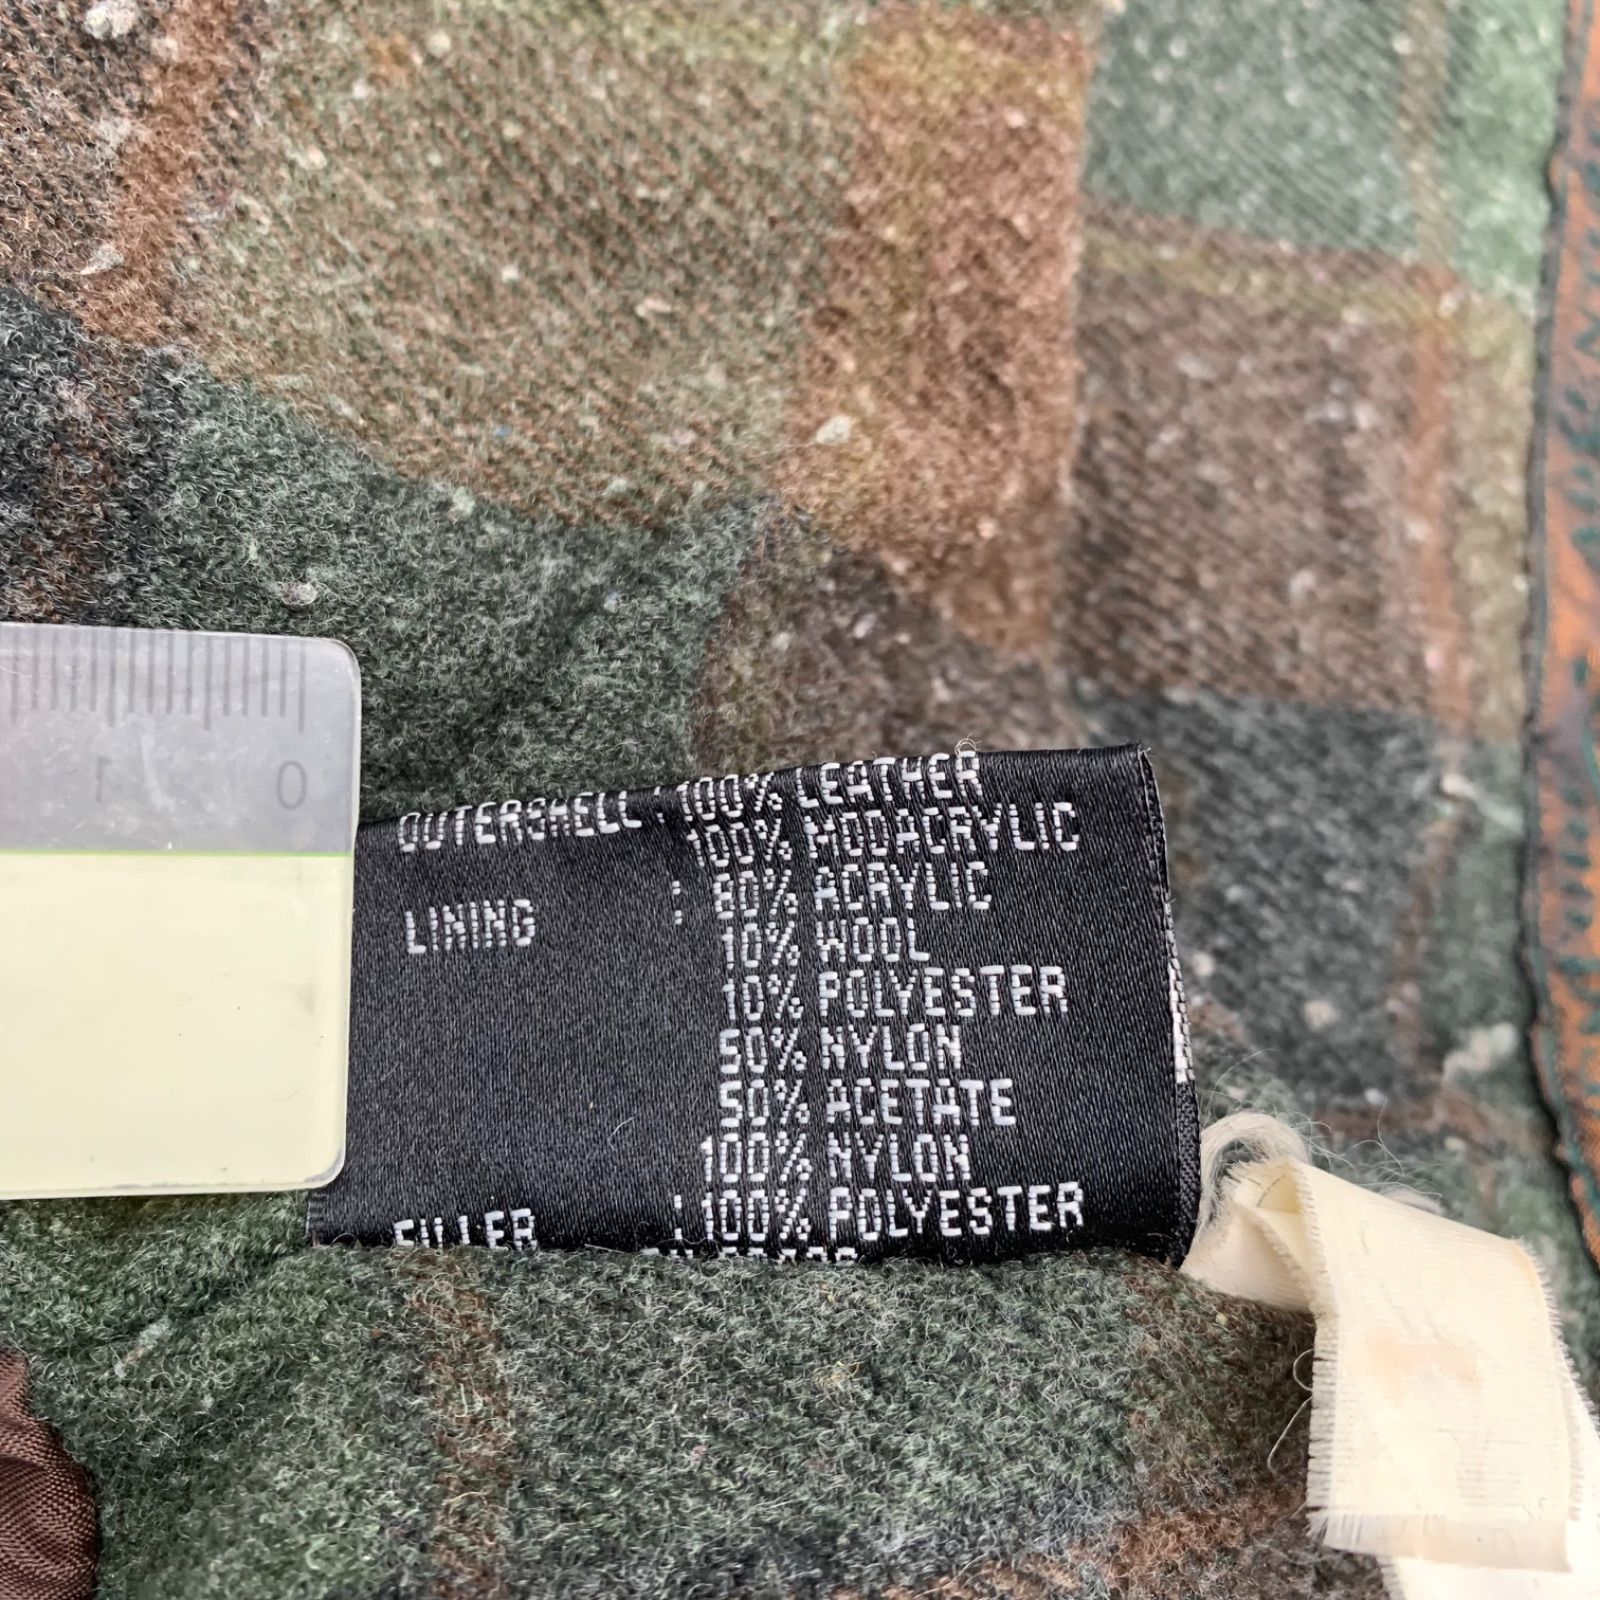 OUTERSHELL : 100% LEATHER
100% MODACRYLIC
LINING : 80% ACRYLIC
10% WOOL
10% POLYESTER
50% NYLON
50% ACETATE
100% NYLON
FILLER : 100% POLYESTER
1 0